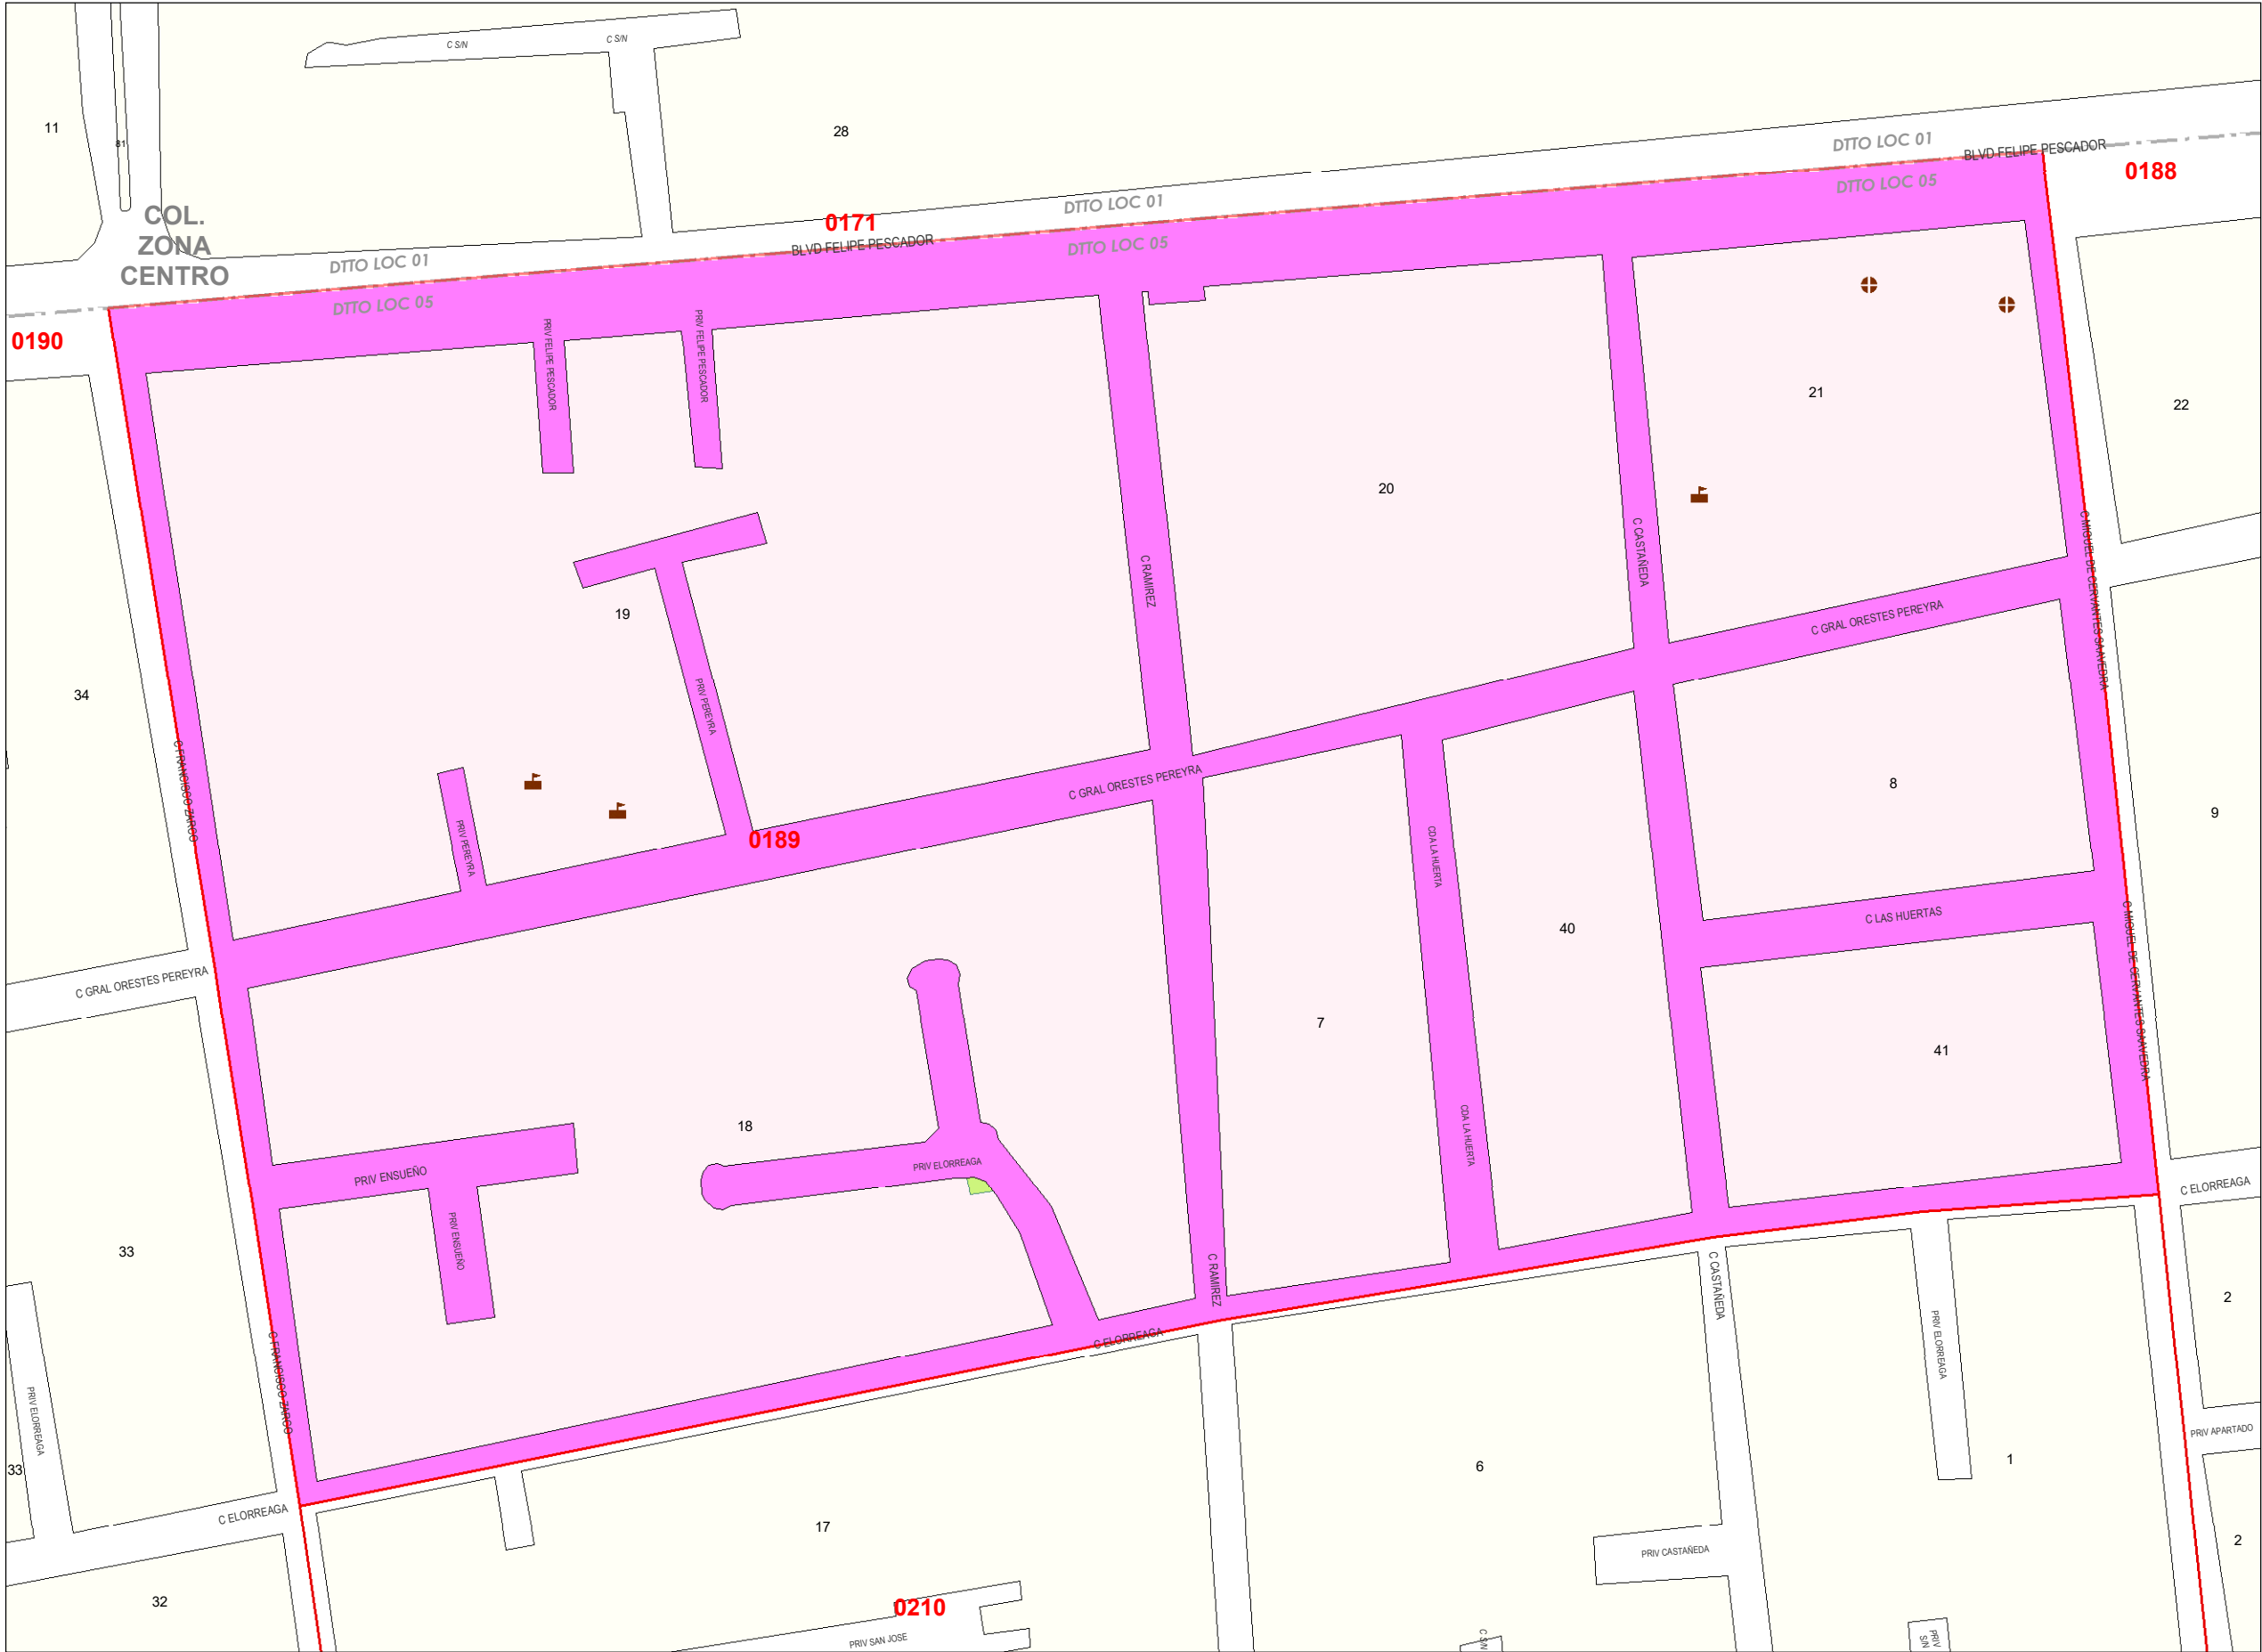 C S/N
C S/N
11
81
28
DTTO LOC 01
BLVD FELIPE PESCADOR
0188
DTTO LOC 05
COL.
ZONA
CENTRO
0171
DTTO LOC 01
BLVD FELIPE PESCADOR
DTTO LOC 05
DTTO LOC 01
DTTO LOC 05
0190
PRIV FELIPE PESCADOR
PRIV FELIPE PESCADOR
21
22
20
C CASTAÑEDA
C RAMIREZ
C MIGUEL DE CERVANTES SAAVEDRA
19
C GRAL ORESTES PEREYRA
34
PRIV PEREYRA
C FRANCISCO ZARCO
C GRAL ORESTES PEREYRA
8
9
PRIV PEREYRA
0189
CDA LA HUERTA
C LAS HUERTAS
40
C MIGUEL DE CERVANTES SAAVEDRA
C GRAL ORESTES PEREYRA
7
41
18
PRIV ENSUEÑO
PRIV ELORREAGA
CDA LA HUERTA
C ELORREAGA
PRIV ENSUEÑO
33
C RAMIREZ
C CASTAÑEDA
2
C ELORREAGA
PRIV ELORREAGA
C FRANCISCO ZARCO
PRIV ELORREAGA
PRIV APARTADO
33
6
1
C ELORREAGA
17
PRIV CASTAÑEDA
2
32
0210
PRIV SAN JOSE
C S/N
PRIV
S/N